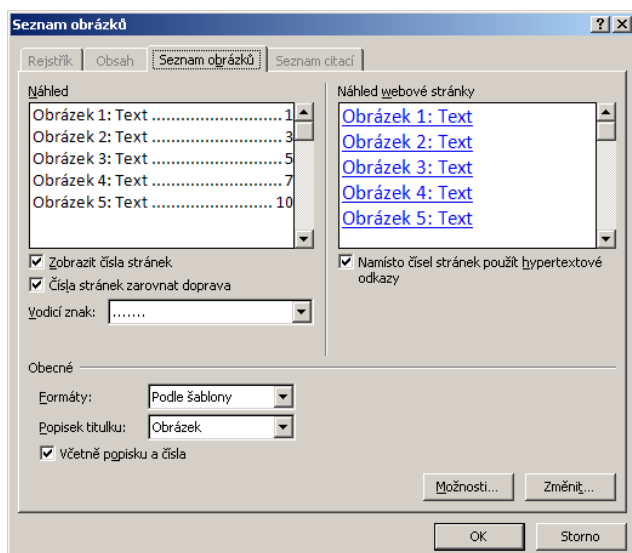 Seznam obrázků
Rejstřík Obsah Seznam obrázků Seznam citací
Náhled
Obrázek 1: Text .............................. 1
Obrázek 2: Text .............................. 3
Obrázek 3: Text .............................. 5
Obrázek 4: Text .............................. 7
Obrázek 5: Text ............................ 10
Zobrazit čísla stránek
Čísla stránek zarovnat doprava
Vodicí znak: .......
Náhled webové stránky
Obrázek 1: Text
Obrázek 2: Text
Obrázek 3: Text
Obrázek 4: Text
Obrázek 5: Text
Namísto čísel stránek použít hypertextové
odkazy
Obecné
Formáty: Podle šablony
Popisek titulku: Obrázek
Včetně popisku a čísla
Možnosti... Změnit...
OK Storno